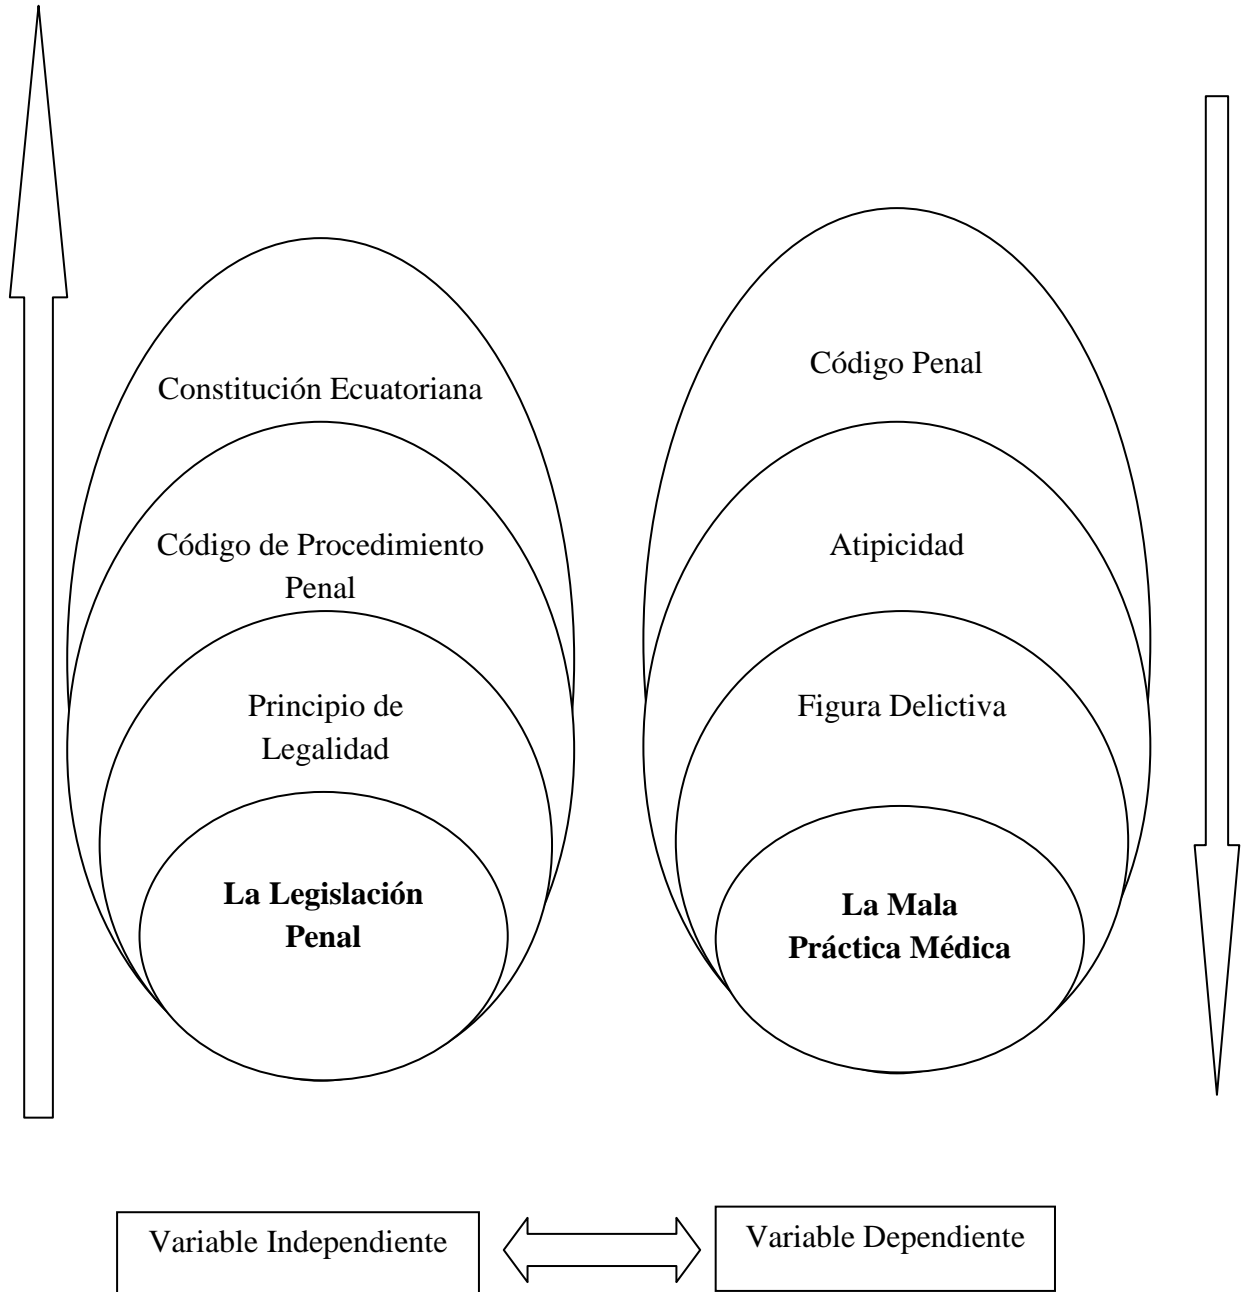 Constitución Ecuatoriana
Código de Procedimiento
Penal
Principio de
Legalidad
La Legislación
Penal
Código Penal
Atipicidad
Figura Delictiva
La Mala
Práctica Médica
Variable Independiente
Variable Dependiente